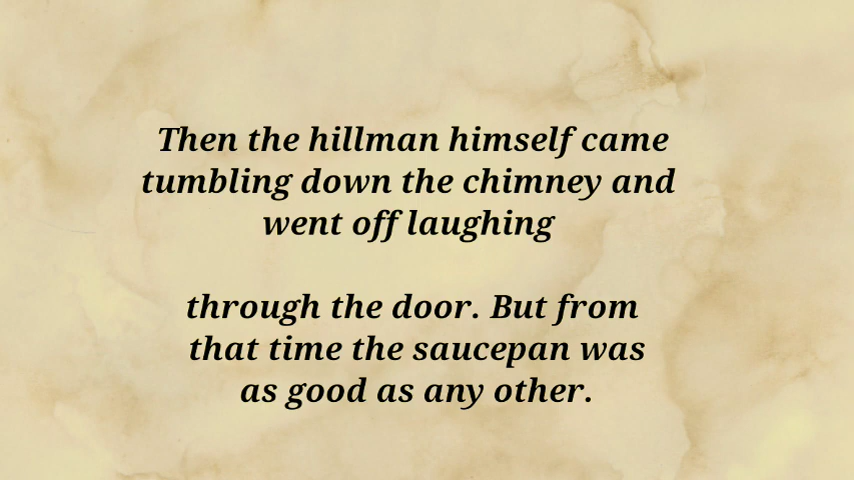 Then the hillman himself came
tumbling down the chimney and
went off laughing
through the door. But from
that time the saucepan was
as good as any other.